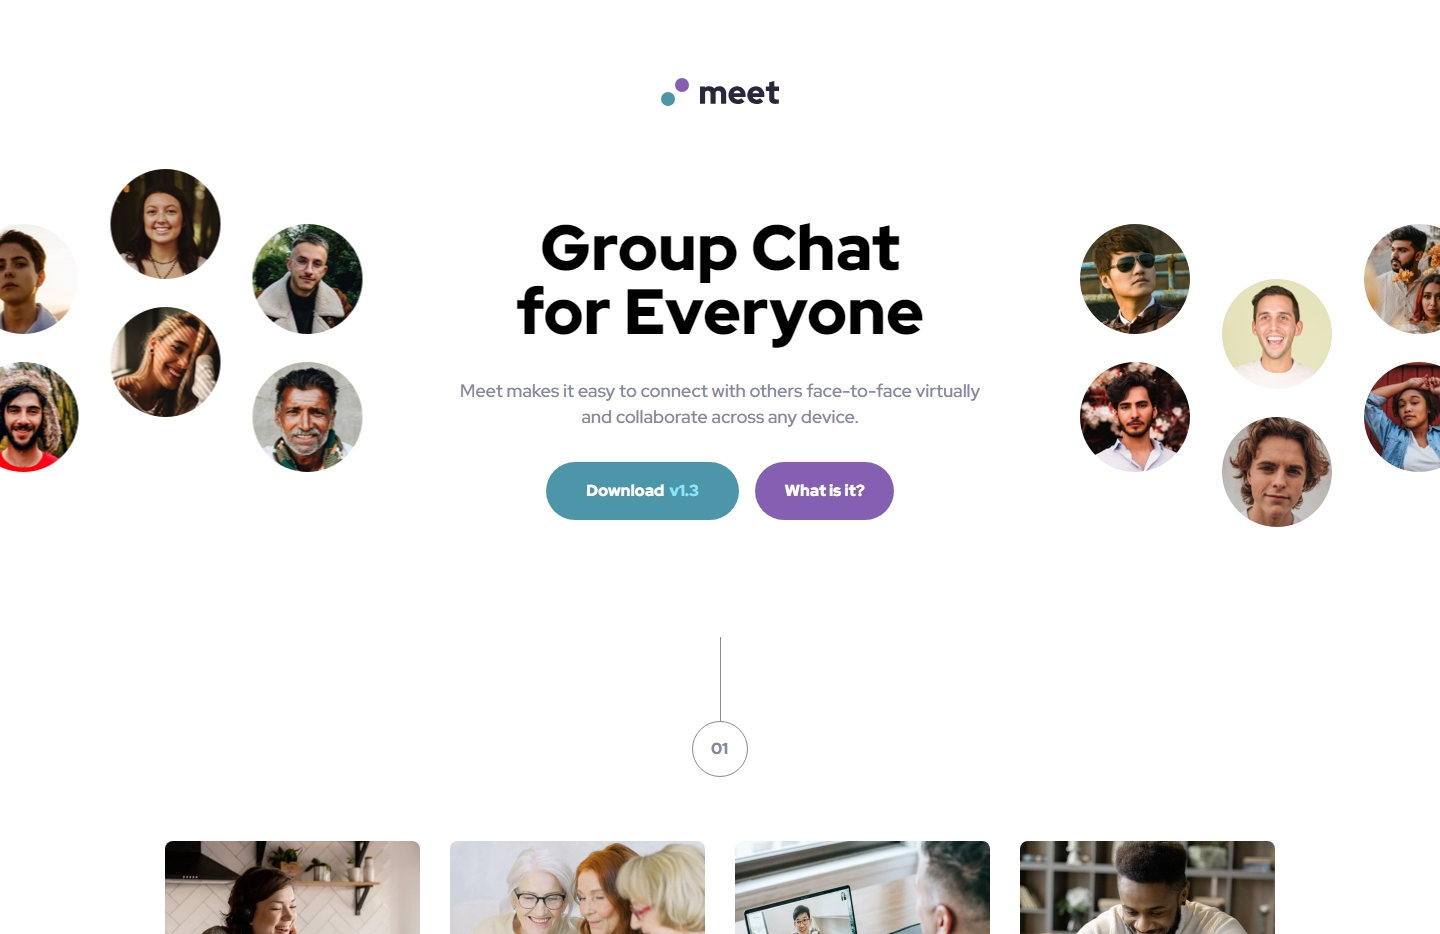 meet
Group Chat
for Everyone
Meet makes it easy to connect with others face-to-face virtually
and collaborate across any device.
Download v1.3
What is it?
01